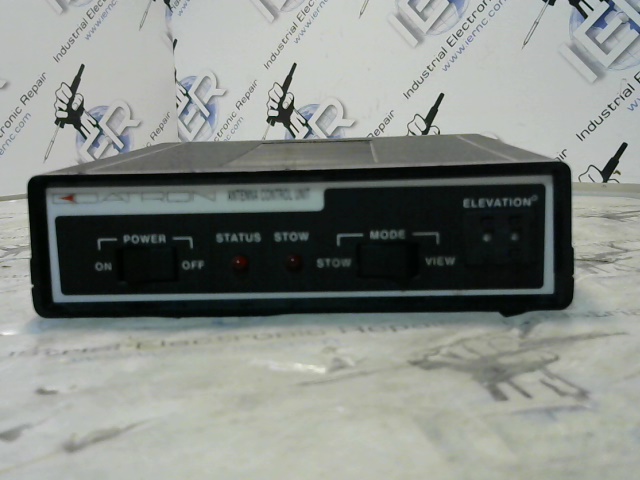 Industrial Electronic Repair
www.iernc.com
IER
DATRON ANTENNA CONTROL UNIT
ELEVATION°
POWER STATUS STOW MODE
ON OFF STOW VIEW